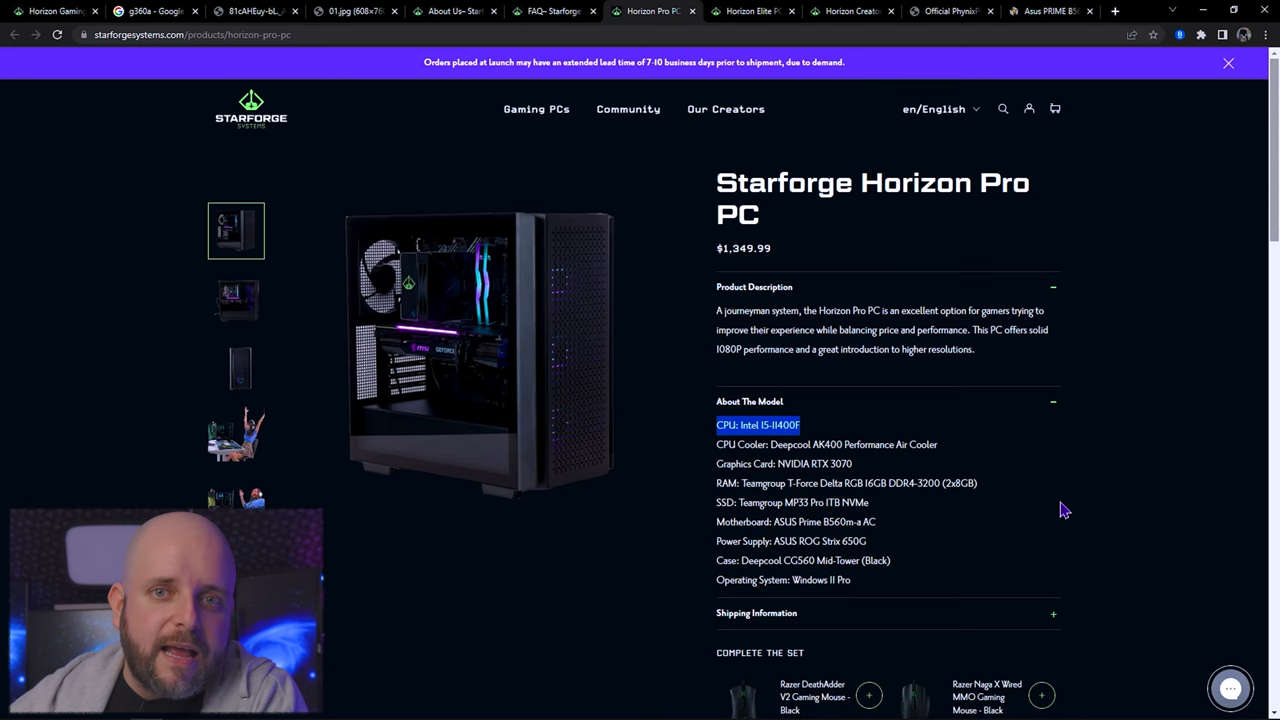 Horizon Gaming
g360a - Google
81cAHEuy-bL._A
01.jpg (608×760
About Us– Starf
FAQ– Starforge
Horizon Pro PC
Horizon Elite PC
Horizon Creator
Official PhynixP
Asus PRIME B56
starforgesystems.com/products/horizon-pro-pc
Orders placed at launch may have an extended lead time of 7-10 business days prior to shipment, due to demand.
STARFORGE
SYSTEMS
Gaming PCs
Community
Our Creators
en/English
Starforge Horizon Pro
PC
$1,349.99
Product Description
A journeyman system, the Horizon Pro PC is an excellent option for gamers trying to
improve their experience while balancing price and performance. This PC offers solid
1080P performance and a great introduction to higher resolutions.
About The Model
CPU: Intel I5-11400F
CPU Cooler: Deepcool AK400 Performance Air Cooler
Graphics Card: NVIDIA RTX 3070
RAM: Teamgroup T-Force Delta RGB 16GB DDR4-3200 (2x8GB)
SSD: Teamgroup MP33 Pro 1TB NVMe
Motherboard: ASUS Prime B560m-a AC
Power Supply: ASUS ROG Strix 650G
Case: Deepcool CG560 Mid-Tower (Black)
Operating System: Windows 11 Pro
Shipping Information
COMPLETE THE SET
Razer DeathAdder
V2 Gaming Mouse -
Black
Razer Naga X Wired
MMO Gaming
Mouse - Black
msi
GEFORCE